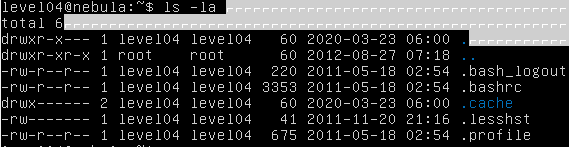 level04@nebula:~$ ls -la
total 6
drwxr-x--- 1 level04 level04 60 2020-03-23 06:00 .
drwxr-xr-x 1 root root 60 2012-08-27 07:18 ..
-rw-r--r-- 1 level04 level04 220 2011-05-18 02:54 .bash_logout
-rw-r--r-- 1 level04 level04 3353 2011-05-18 02:54 .bashrc
drwx------ 2 level04 level04 60 2020-03-23 06:00 .cache
-rw------- 1 level04 level04 41 2011-11-20 21:16 .lesshst
-rw-r--r-- 1 level04 level04 675 2011-05-18 02:54 .profile